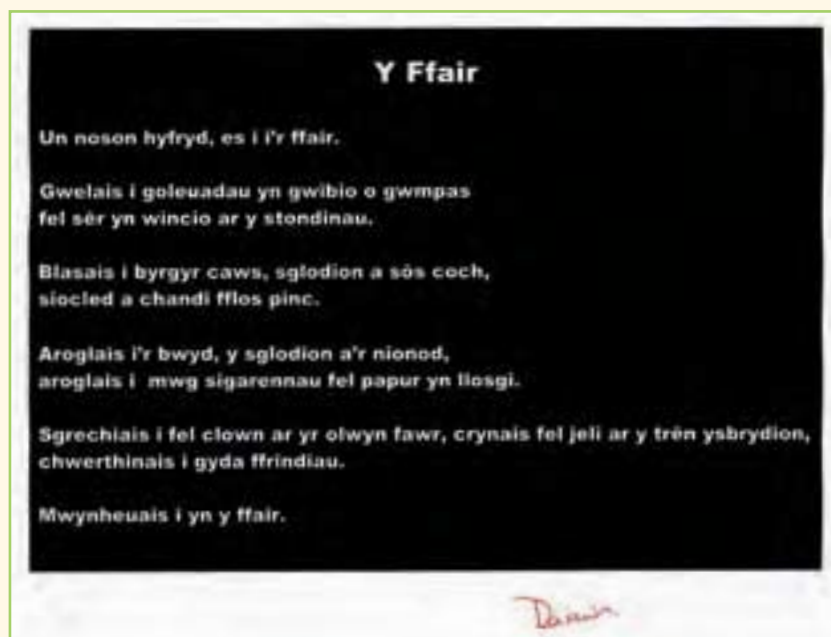 Y Ffair
Un noson hyfryd, es i i'r ffair.
Gwelais i goleuadau yn gwibio o gwmpas
fel sêr yn wincio ar y stondinau.
Blasais i byrgyr caws, sglodion a sôs coch,
siocled a chandi fflos pinc.
Aroglais i'r bwyd, y sglodion a'r nionod,
aroglais i mwg sigarennau fel papur yn llosgi.
Sgrechiais i fel clown ar yr olwyn fawr, crynais fel jeli ar y trên ysbrydion,
chwerthinais i gyda ffrindiau.
Mwynheuais i yn y ffair.